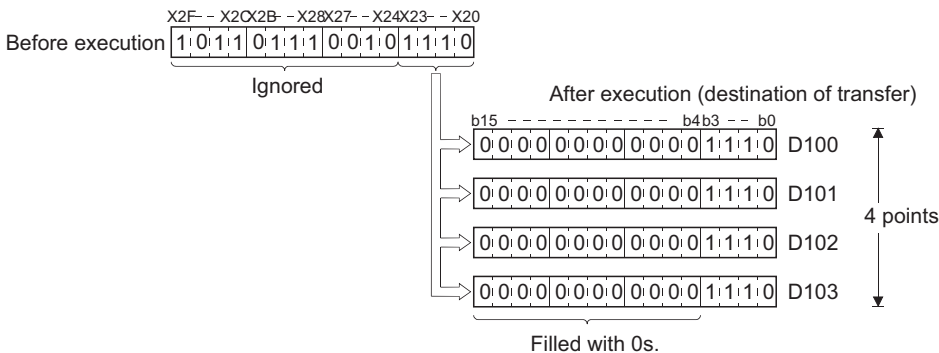 X2F – – X2C X2B – – X28 X27 – – X24 X23 – – X20
Before execution 1 0 1 1 0 1 1 1 0 0 1 0 1 1 1 0
Ignored
After execution (destination of transfer)
b15 – – – – – – – – – – – – b4 b3 – – b0
0 0 0 0 0 0 0 0 0 0 0 0 1 1 1 0 D100
0 0 0 0 0 0 0 0 0 0 0 0 1 1 1 0 D101
4 points
0 0 0 0 0 0 0 0 0 0 0 0 1 1 1 0 D102
0 0 0 0 0 0 0 0 0 0 0 0 1 1 1 0 D103
Filled with 0s.